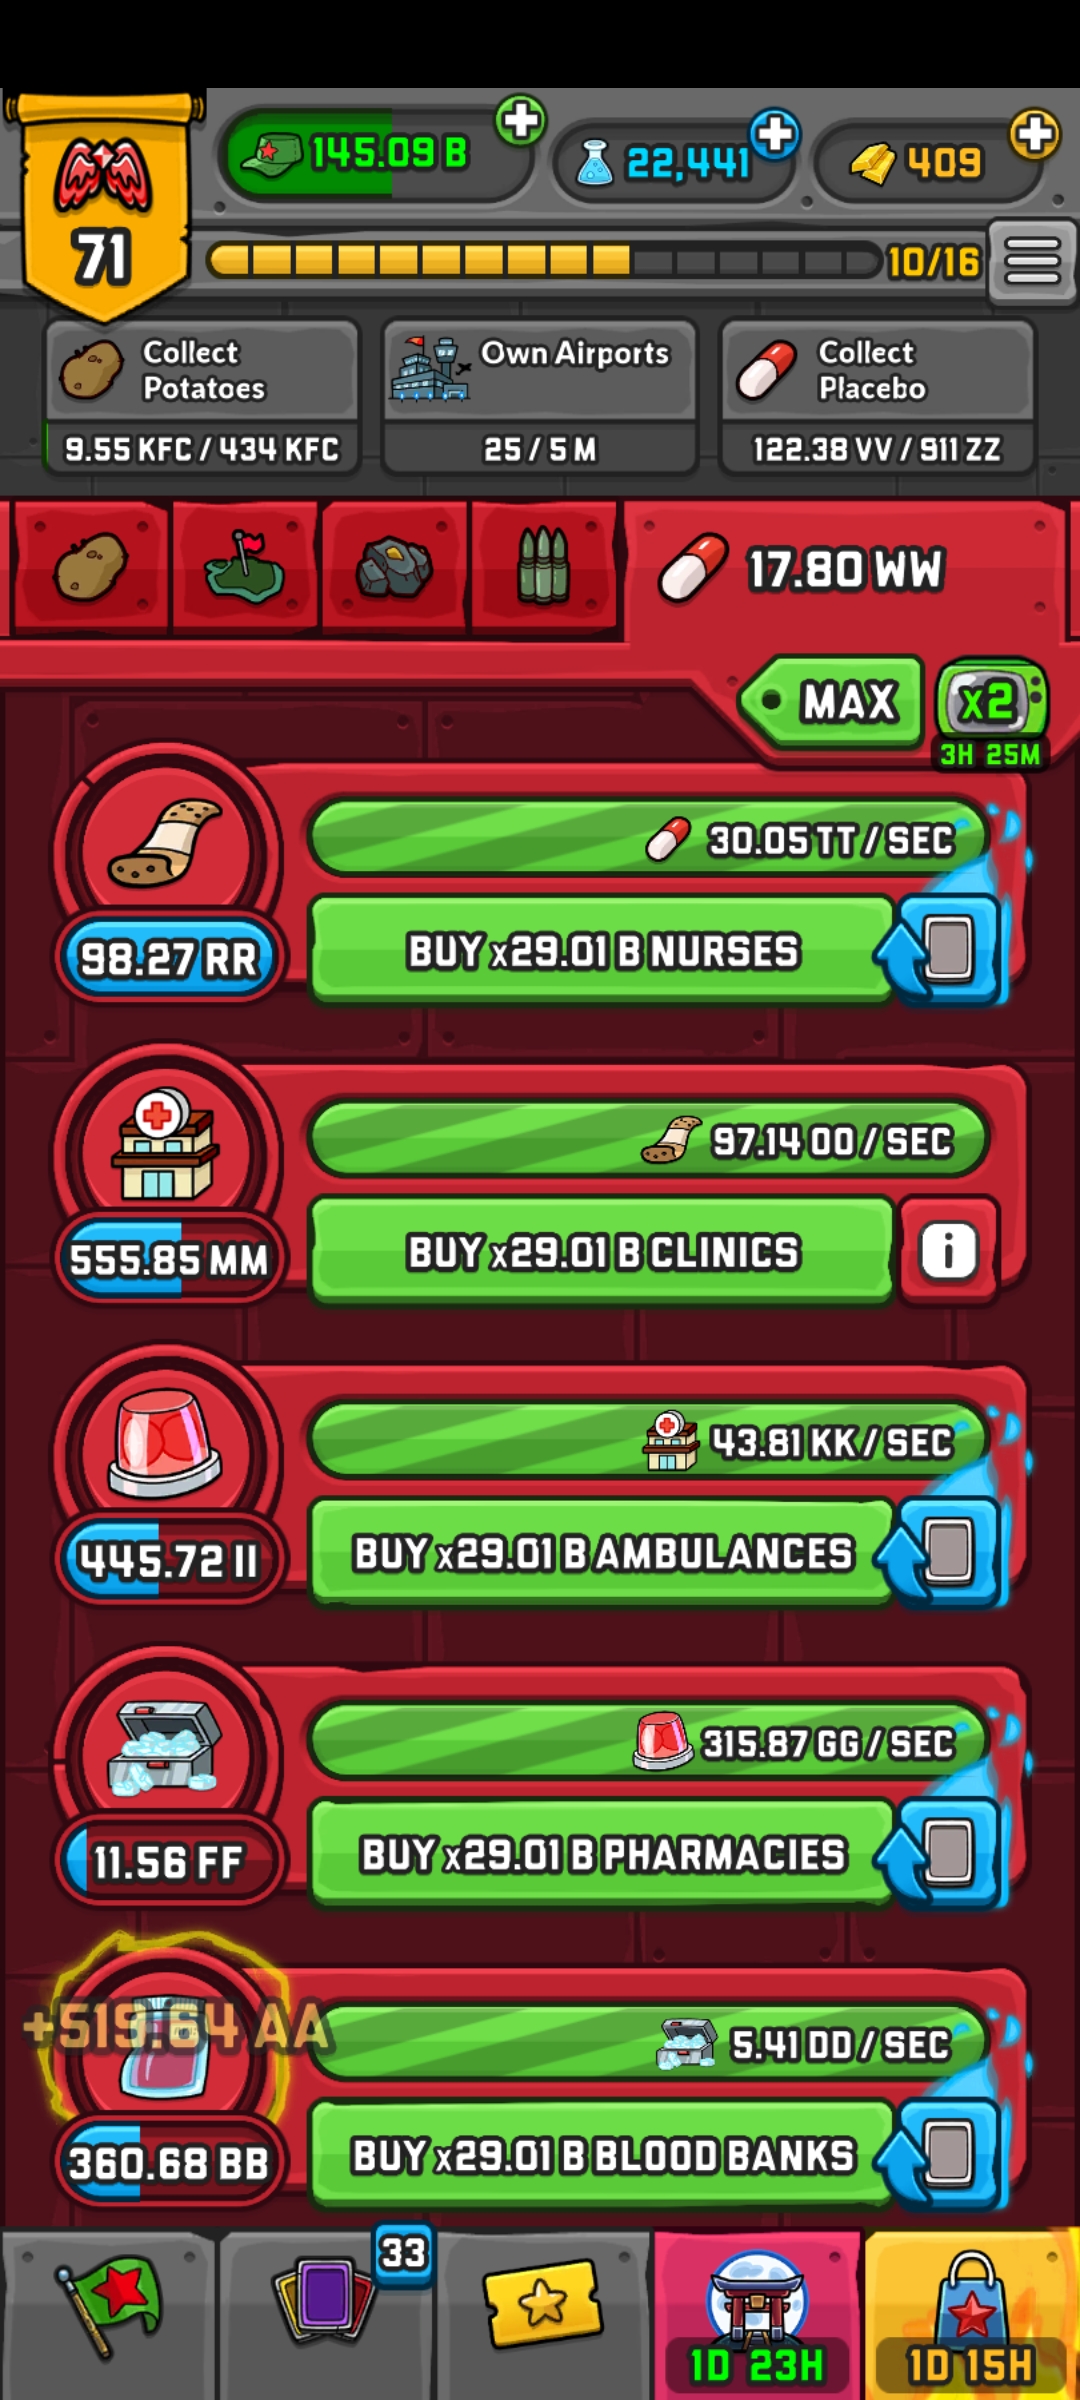 71
145.09 B
22,441
409
10/16
Collect
Potatoes
9.55 KFC / 434 KFC
Own Airports
25 / 5 M
Collect
Placebo
122.38 VV / 911 ZZ
17.80 WW
MAX
x2
3H 25M
30.05 TT / SEC
98.27 RR
BUY x29.01 B NURSES
97.14 OO / SEC
555.85 MM
BUY x29.01 B CLINICS
i
43.81 KK / SEC
445.72 II
BUY x29.01 B AMBULANCES
315.87 GG / SEC
11.56 FF
BUY x29.01 B PHARMACIES
+519.64 AA
5.41 DD / SEC
360.68 BB
BUY x29.01 B BLOOD BANKS
33
1D 23H
1D 15H